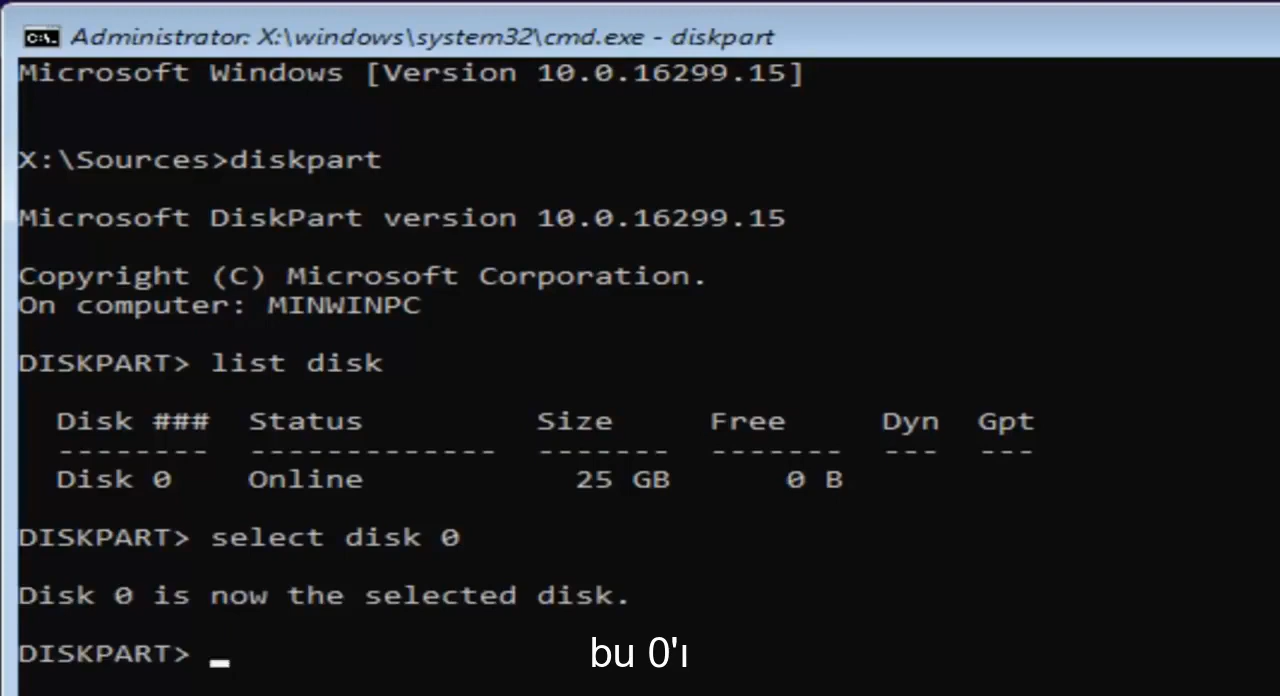 Administrator: X:\windows\system32\cmd.exe - diskpart
Microsoft Windows [Version 10.0.16299.15]
X:\Sources>diskpart
Microsoft DiskPart version 10.0.16299.15
Copyright (C) Microsoft Corporation.
On computer: MINWINPC
DISKPART> list disk
  Disk ###  Status         Size     Free     Dyn  Gpt
  --------  -------------  -------  -------  ---  ---
  Disk 0    Online           25 GB      0 B
DISKPART> select disk 0
Disk 0 is now the selected disk.
DISKPART> _
bu 0'ı